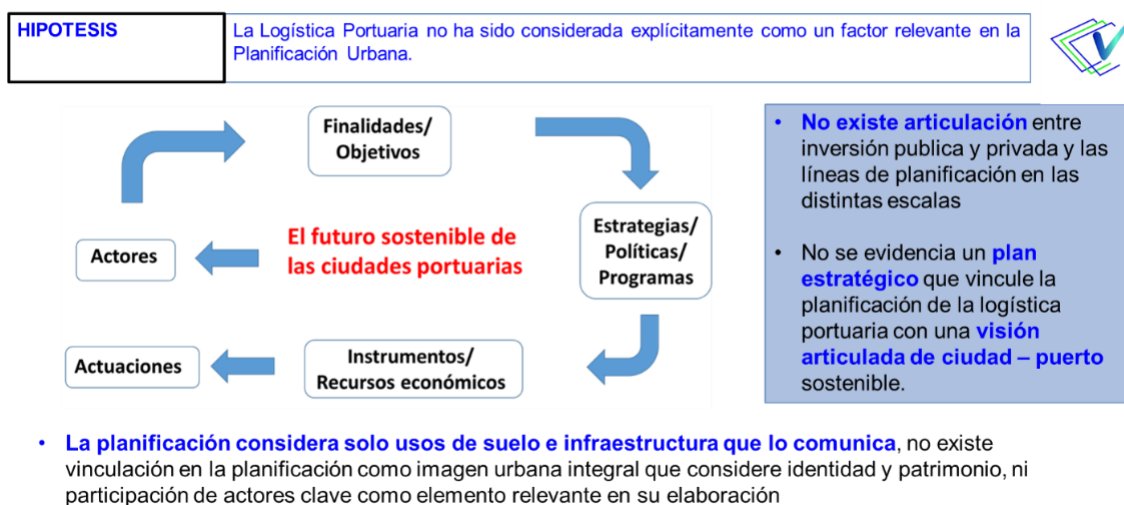 HIPOTESIS
La Logística Portuaria no ha sido considerada explícitamente como un factor relevante en la
Planificación Urbana.
Finalidades/
Objetivos
Estrategias/
Políticas/
Programas
El futuro sostenible de
las ciudades portuarias
Actores
Actuaciones
Instrumentos/
Recursos económicos
• No existe articulación entre
inversión publica y privada y las
líneas de planificación en las
distintas escalas
• No se evidencia un plan
estratégico que vincule la
planificación de la logística
portuaria con una visión
articulada de ciudad – puerto
sostenible.
• La planificación considera solo usos de suelo e infraestructura que lo comunica, no existe
vinculación en la planificación como imagen urbana integral que considere identidad y patrimonio, ni
participación de actores clave como elemento relevante en su elaboración